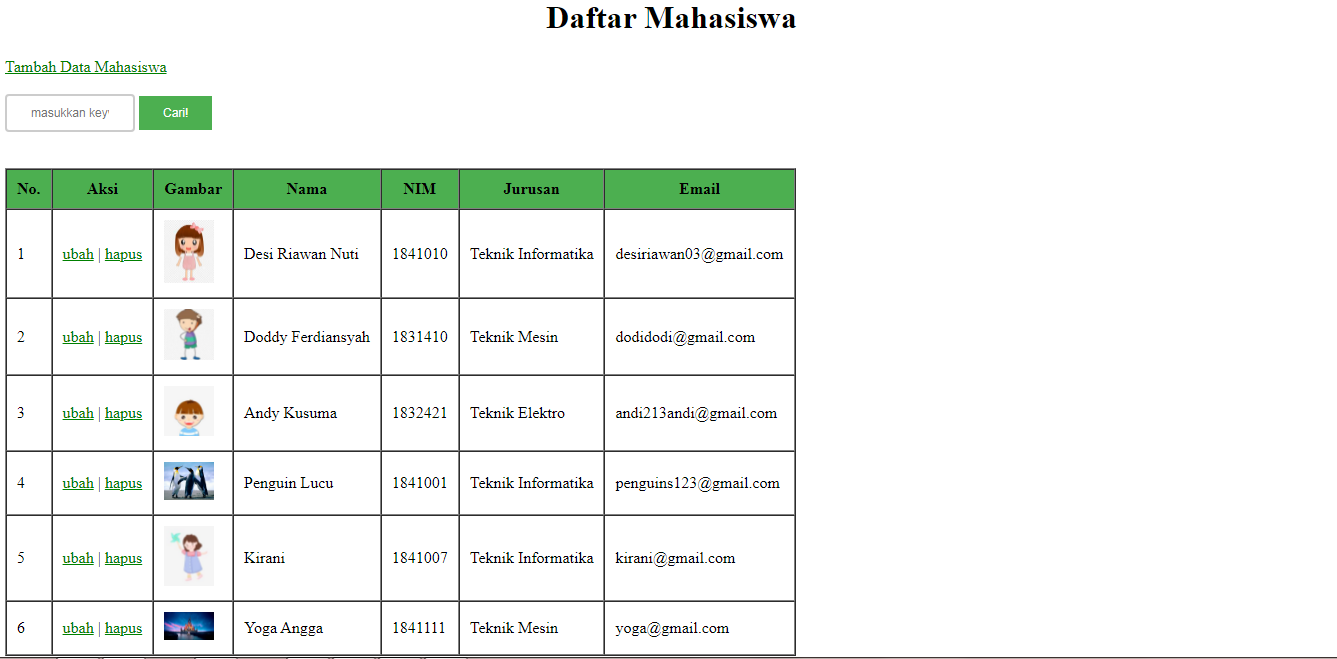 Daftar Mahasiswa
Tambah Data Mahasiswa
masukkan key Cari!
No. Aksi Gambar Nama NIM Jurusan Email
1 ubah | hapus Desi Riawan Nuti 1841010 Teknik Informatika desiriawan03@gmail.com
2 ubah | hapus Doddy Ferdiansyah 1831410 Teknik Mesin dodidodi@gmail.com
3 ubah | hapus Andy Kusuma 1832421 Teknik Elektro andi213andi@gmail.com
4 ubah | hapus Penguin Lucu 1841001 Teknik Informatika penguins123@gmail.com
5 ubah | hapus Kirani 1841007 Teknik Informatika kirani@gmail.com
6 ubah | hapus Yoga Angga 1841111 Teknik Mesin yoga@gmail.com